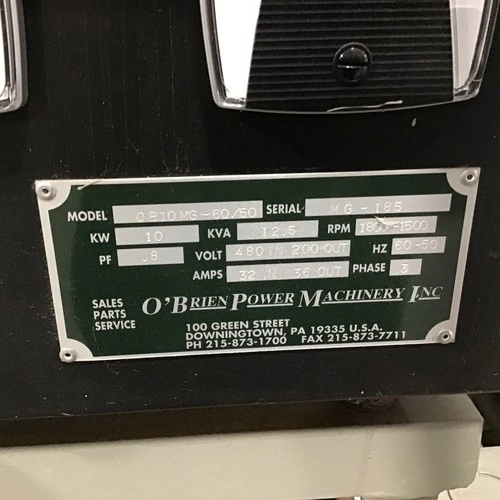 MODEL OB10MG-60/50 SERIAL MG-185
KW 10 KVA 12.5 RPM 1800-1500
PF .8 VOLT 480 IN 200 OUT HZ 60-50
AMPS 32 IN 36 OUT PHASE 3
SALES
PARTS
SERVICE
O'BRIEN POWER MACHINERY INC
100 GREEN STREET
DOWNINGTOWN, PA 19335 U.S.A.
PH 215-873-1700 FAX 215-873-7711